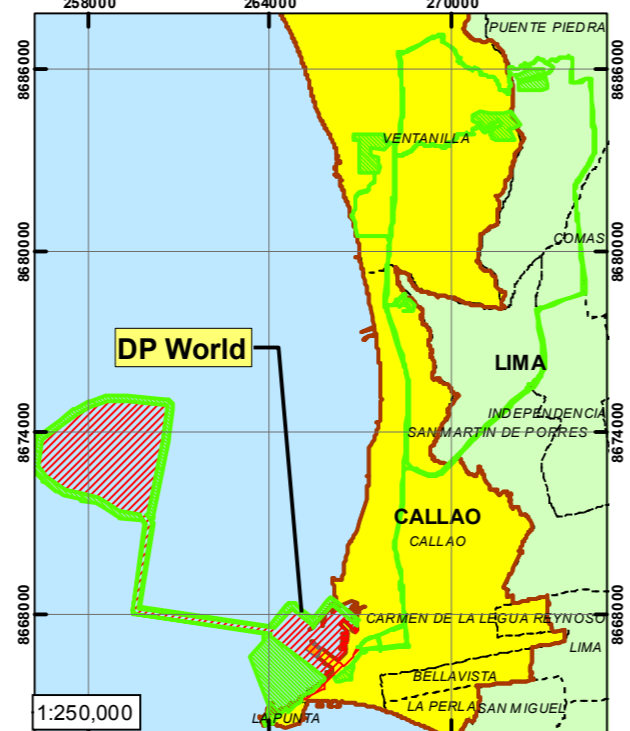 258000
264000
270000
PUENTE PIEDRA
8686000
8686000
VENTANILLA
COMAS
8680000
8680000
DP World
LIMA
INDEPENDENCIA
SAN MARTIN DE PORRES
8674000
8674000
CALLAO
CALLAO
8668000
8668000
CARMEN DE LA LEGUA REYNOSO
LIMA
BELLAVISTA
LA PERLA
SAN MIGUEL
1:250,000
LA PUNTA